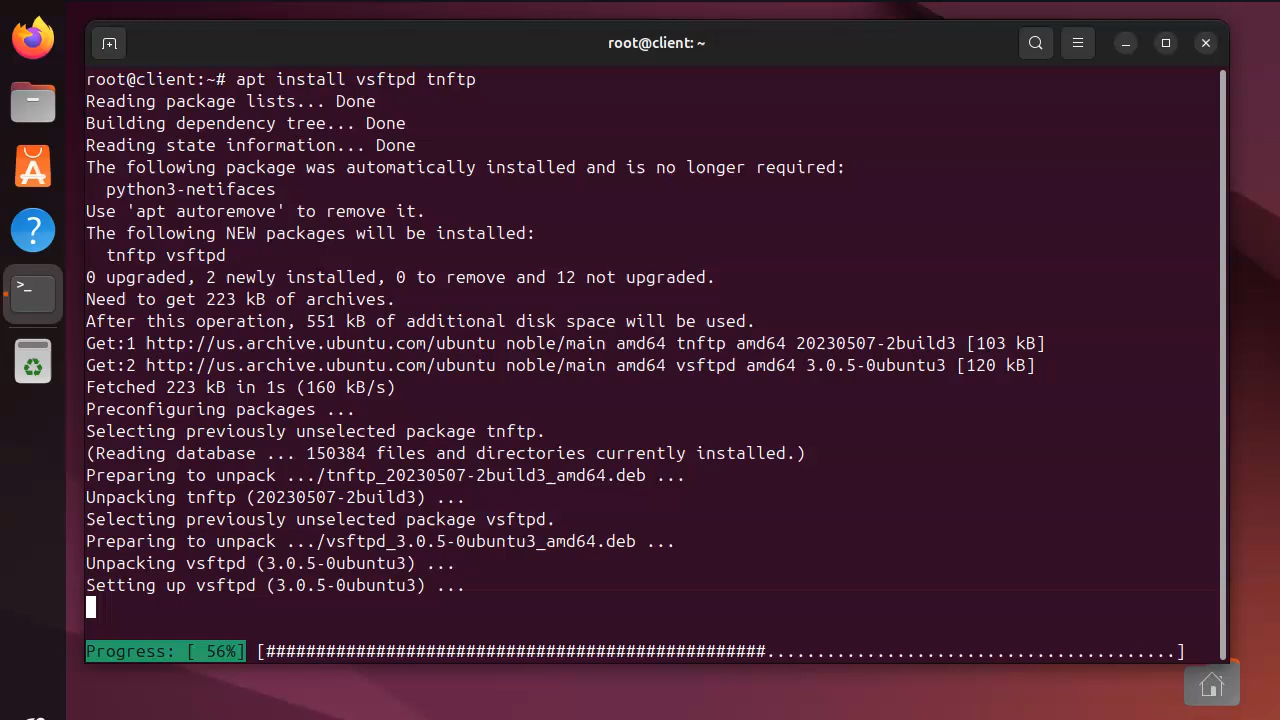 root@client: ~
root@client:~# apt install vsftpd tnftp
Reading package lists... Done
Building dependency tree... Done
Reading state information... Done
The following package was automatically installed and is no longer required:
  python3-netifaces
Use 'apt autoremove' to remove it.
The following NEW packages will be installed:
  tnftp vsftpd
0 upgraded, 2 newly installed, 0 to remove and 12 not upgraded.
Need to get 223 kB of archives.
After this operation, 551 kB of additional disk space will be used.
Get:1 http://us.archive.ubuntu.com/ubuntu noble/main amd64 tnftp amd64 20230507-2build3 [103 kB]
Get:2 http://us.archive.ubuntu.com/ubuntu noble/main amd64 vsftpd amd64 3.0.5-0ubuntu3 [120 kB]
Fetched 223 kB in 1s (160 kB/s)
Preconfiguring packages ...
Selecting previously unselected package tnftp.
(Reading database ... 150384 files and directories currently installed.)
Preparing to unpack .../tnftp_20230507-2build3_amd64.deb ...
Unpacking tnftp (20230507-2build3) ...
Selecting previously unselected package vsftpd.
Preparing to unpack .../vsftpd_3.0.5-0ubuntu3_amd64.deb ...
Unpacking vsftpd (3.0.5-0ubuntu3) ...
Setting up vsftpd (3.0.5-0ubuntu3) ...
Progress: [ 56%] [##################################################.........................................]